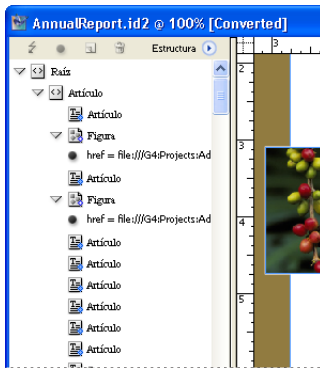 AnnualReport.id2 @ 100% [Converted]
Estructura
3
Raíz
2
Artículo
Artículo
Figura
3
href = file:///G4:Projects:Ad
Artículo
Figura
href = file:///G4:Projects:Ad
4
Artículo
Artículo
Artículo
Artículo
5
Artículo
Artículo